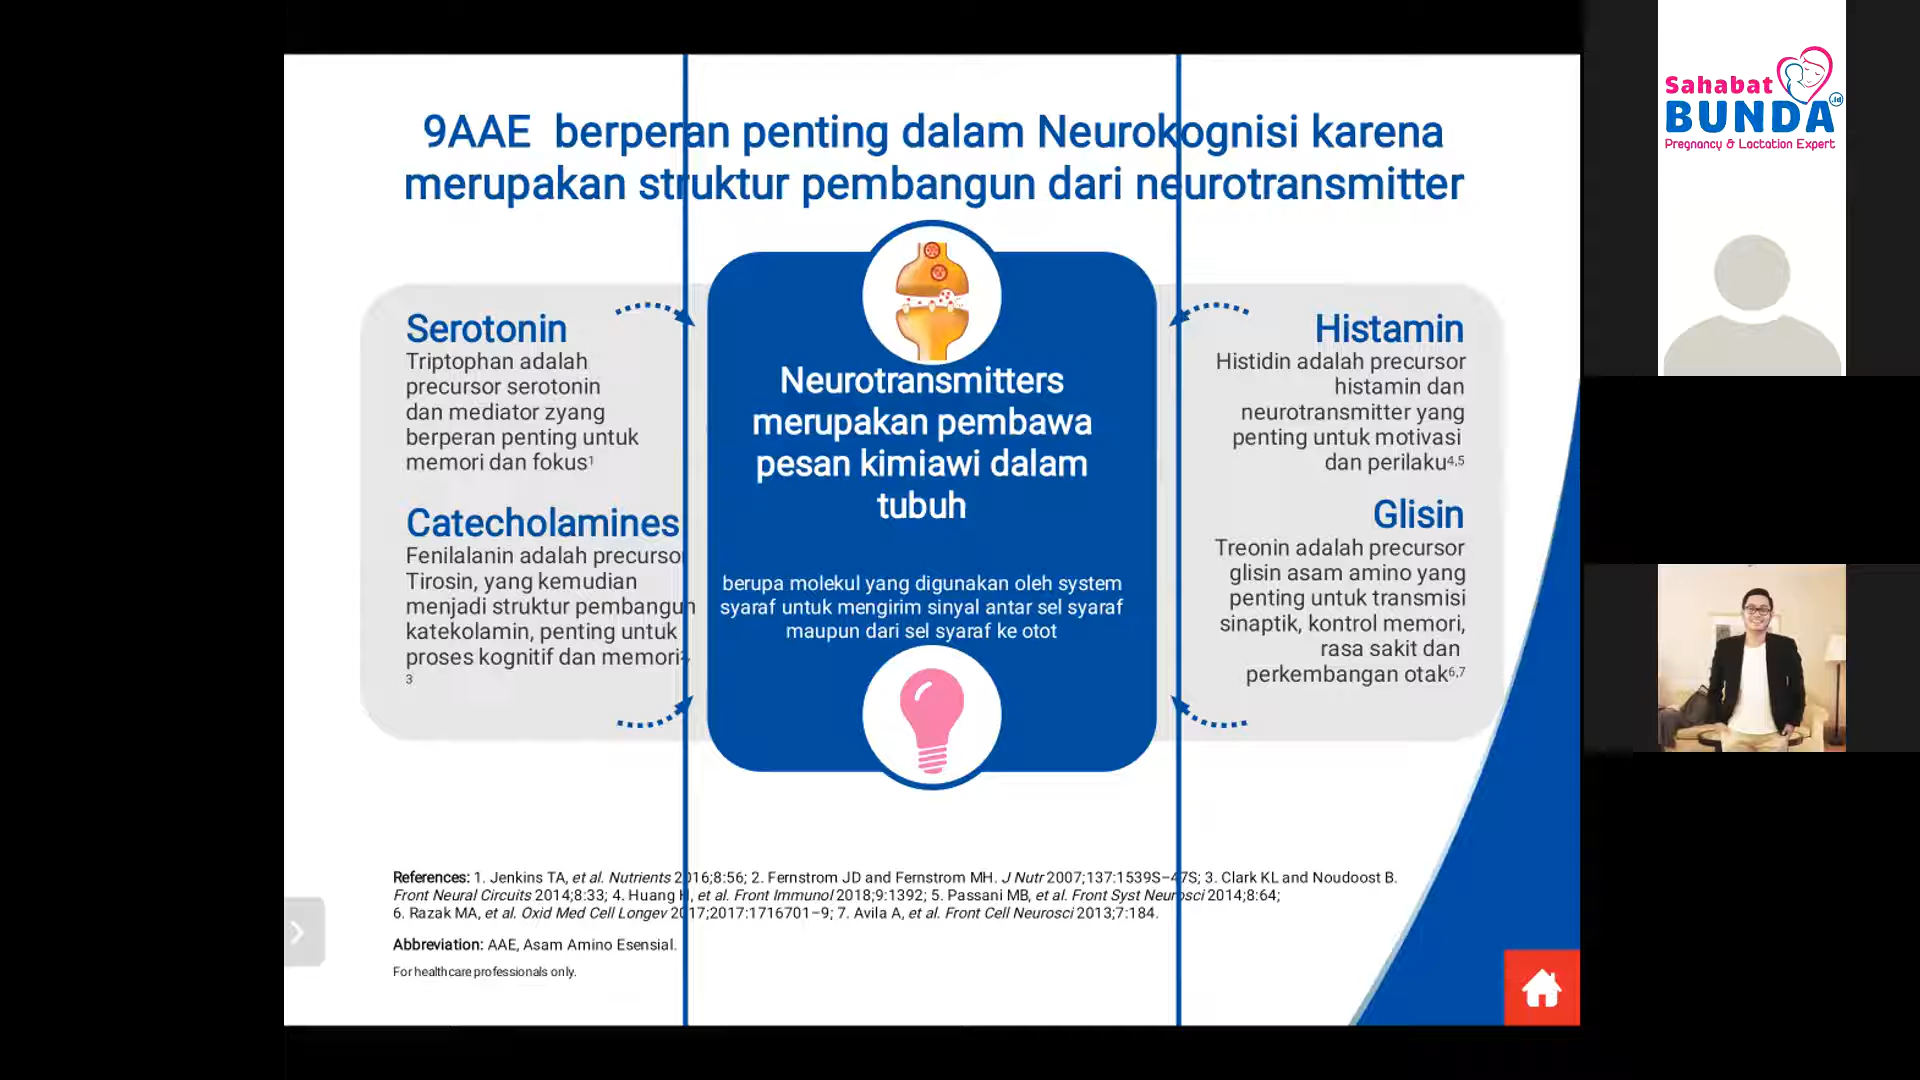 9AAE berperan penting dalam Neurokognisi karena
merupakan struktur pembangun dari neurotransmitter
Serotonin
Triptophan adalah
precursor serotonin
dan mediator zyang
berperan penting untuk
memori dan fokus1
Catecholamines
Fenilalanin adalah precursor
Tirosin, yang kemudian
menjadi struktur pembangun
katekolamin, penting untuk
proses kognitif dan memori2,
3
Neurotransmitters
merupakan pembawa
pesan kimiawi dalam
tubuh
berupa molekul yang digunakan oleh system
syaraf untuk mengirim sinyal antar sel syaraf
maupun dari sel syaraf ke otot
Histamin
Histidin adalah precursor
histamin dan
neurotransmitter yang
penting untuk motivasi
dan perilaku4,5
Glisin
Treonin adalah precursor
glisin asam amino yang
penting untuk transmisi
sinaptik, kontrol memori,
rasa sakit dan
perkembangan otak6,7
References: 1. Jenkins TA, et al. Nutrients 2016;8:56; 2. Fernstrom JD and Fernstrom MH. J Nutr 2007;137:1539S–47S; 3. Clark KL and Noudoost B.
Front Neural Circuits 2014;8:33; 4. Huang H, et al. Front Immunol 2018;9:1392; 5. Passani MB, et al. Front Syst Neurosci 2014;8:64;
6. Razak MA, et al. Oxid Med Cell Longev 2017;2017:1716701–9; 7. Avila A, et al. Front Cell Neurosci 2013;7:184.
Abbreviation: AAE, Asam Amino Esensial.
For healthcare professionals only.
Sahabat
BUNDA.id
Pregnancy & Lactation Expert